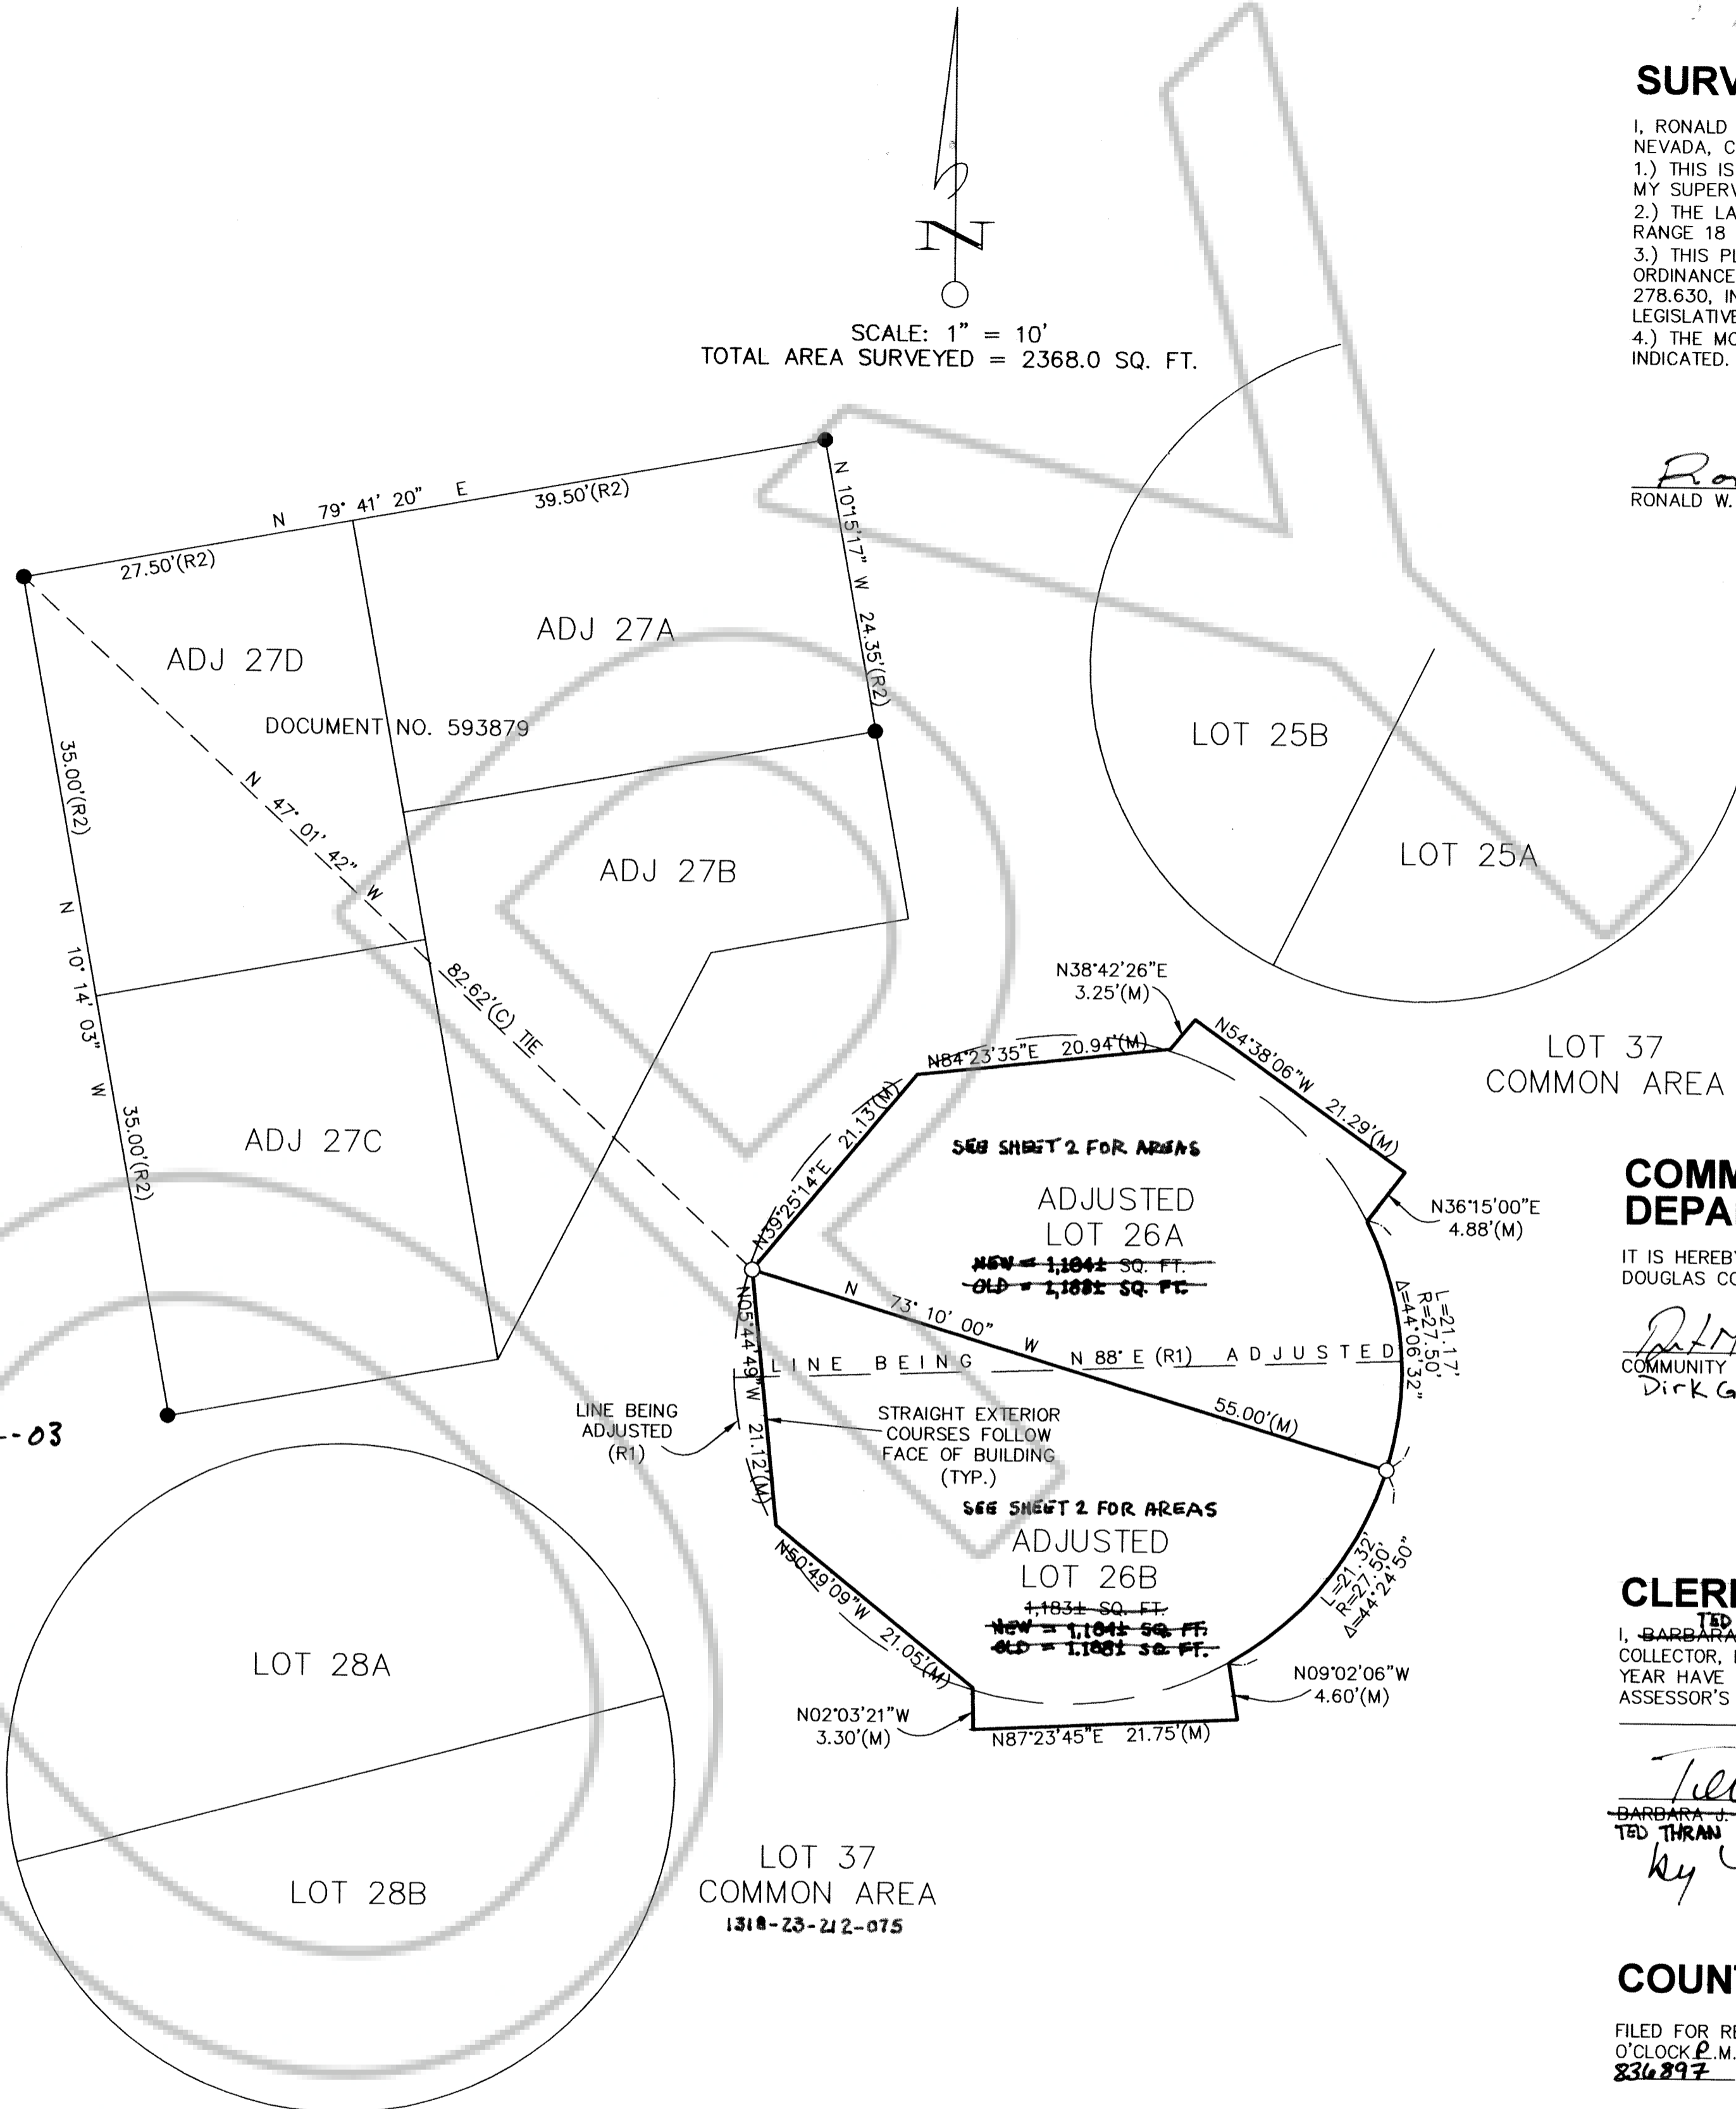 N
SCALE: 1" = 10'
TOTAL AREA SURVEYED = 2368.0 SQ. FT.
N 79° 41' 20" E
27.50'(R2)
39.50'(R2)
N 10°15'17" W 24.35'(R2)
ADJ 27D
ADJ 27A
DOCUMENT NO. 593879
35.00'(R2)
N 10° 14' 03" W
35.00'(R2)
N 47° 01' 42" W
82.62'(C) TIE
ADJ 27B
ADJ 27C
LOT 25B
LOT 25A
LOT 37
COMMON AREA
N38°42'26"E
3.25'(M)
N84°23'35"E 20.94'(M)
N54°38'06"W 21.29'(M)
N39°25'14"E 21.13'(M)
N36°15'00"E
4.88'(M)
SEE SHEET 2 FOR AREAS
ADJUSTED
LOT 26A
NEW = 1,184± SQ. FT.
OLD = 1,188± SQ. FT.
N 73° 10' 00" W
55.00'(M)
LINE BEING N 88° E (R1) ADJUSTED
L=21.17'
R=27.50'
Δ=44°06'32"
N05°44'49"W 21.12'(M)
LINE BEING
ADJUSTED
(R1)
STRAIGHT EXTERIOR
COURSES FOLLOW
FACE OF BUILDING
(TYP.)
SEE SHEET 2 FOR AREAS
ADJUSTED
LOT 26B
1,183± SQ. FT.
NEW = 1,184± SQ. FT.
OLD = 1,188± SQ. FT.
L=21.32'
R=27.50'
Δ=44°24'50"
N50°49'09"W 21.05'(M)
N02°03'21"W
3.30'(M)
N87°23'45"E 21.75'(M)
N09°02'06"W
4.60'(M)
--03
LOT 28A
LOT 28B
LOT 37
COMMON AREA
1318-23-212-075
SURV
I, RONALD
NEVADA, C
1.) THIS IS
MY SUPERV
2.) THE LA
RANGE 18
3.) THIS PL
ORDINANCE
278.630, IN
LEGISLATIVE
4.) THE MO
INDICATED.
Ro
RONALD W.
COMM
DEPA
IT IS HEREB
DOUGLAS CO
COMMUNITY
Dirk G
CLER
TED
I, BARBARA
COLLECTOR,
YEAR HAVE
ASSESSOR'S
BARBARA J.
TED THRAN
by
COUNT
FILED FOR RE
O'CLOCK P.M.
836897